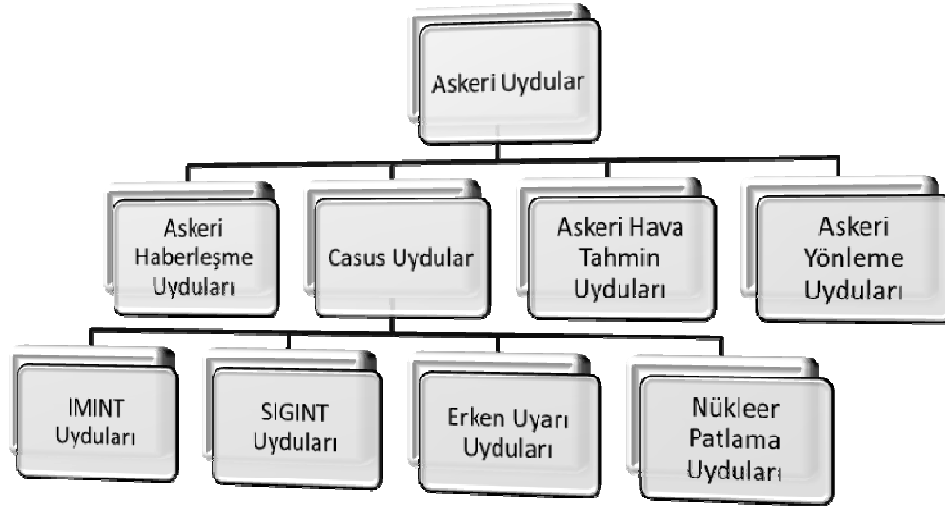 Askeri Uydular
Askeri
Haberleşme
Uyduları
Casus Uydular
Askeri Hava
Tahmin
Uyduları
Askeri
Yönleme
Uyduları
IMINT
Uyduları
SIGINT
Uyduları
Erken Uyarı
Uyduları
Nükleer
Patlama
Uyduları